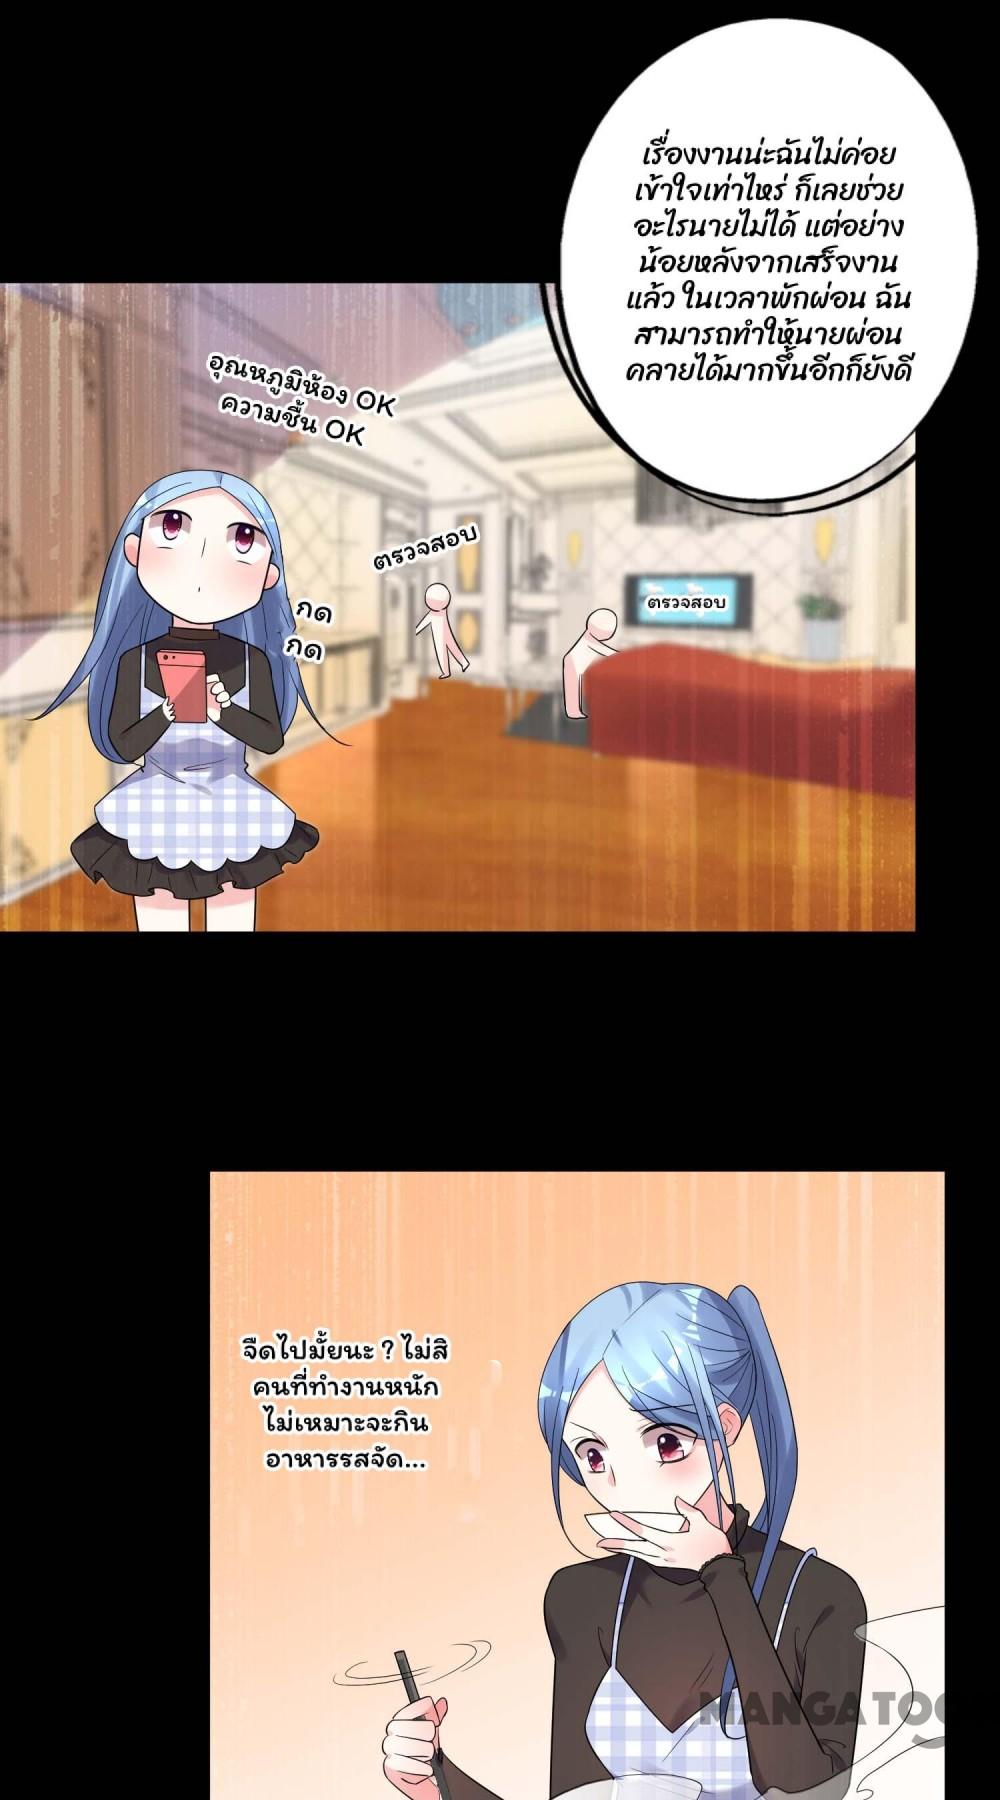 เรื่องงานน่ะฉันไม่ค่อย
เข้าใจเท่าไหร่ ก็เลยช่วย
อะไรนายไม่ได้ แต่อย่าง
น้อยหลังจากเสร็จงาน
แล้ว ในเวลาพักผ่อน ฉัน
สามารถทำให้นายผ่อน
คลายได้มากขึ้นอีกก็ยังดี
อุณหภูมิห้อง OK
ความชื้น OK
ตรวจสอบ
ตรวจสอบ
กด
กด
จืดไปมั้ยนะ ? ไม่สิ
คนที่ทำงานหนัก
ไม่เหมาะจะกิน
อาหารรสจัด...
MANGATOON